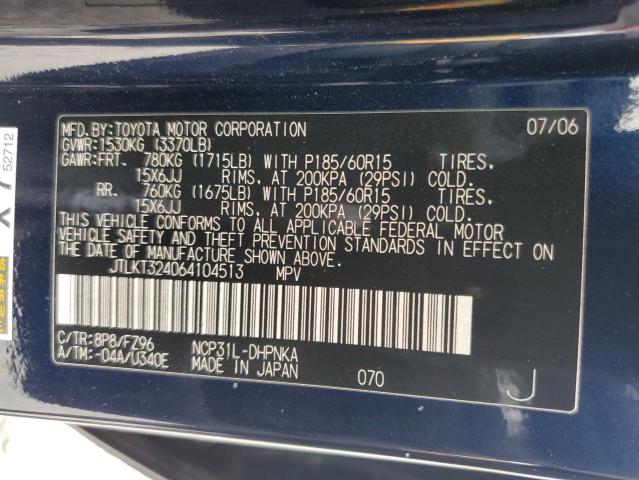 MFD.BY:TOYOTA MOTOR CORPORATION 07/06
GVWR:1530KG (3370LB)
GAWR:FRT. 780KG (1715LB) WITH P185/60R15 TIRES,
15X6JJ RIMS, AT 200KPA (29PSI) COLD.
RR. 760KG (1675LB) WITH P185/60R15 TIRES,
15X6JJ RIMS, AT 200KPA (29PSI) COLD.
THIS VEHICLE CONFORMS TO ALL APPLICABLE FEDERAL MOTOR
VEHICLE SAFETY AND THEFT PREVENTION STANDARDS IN EFFECT ON
THE DATE OF MANUFACTURE SHOWN ABOVE.
JTLKT324064104513 MPV
C/TR:8P8/FZ96 NCP31L-DHPNKA
A/TM:-04A/U340E MADE IN JAPAN 070 J
52712